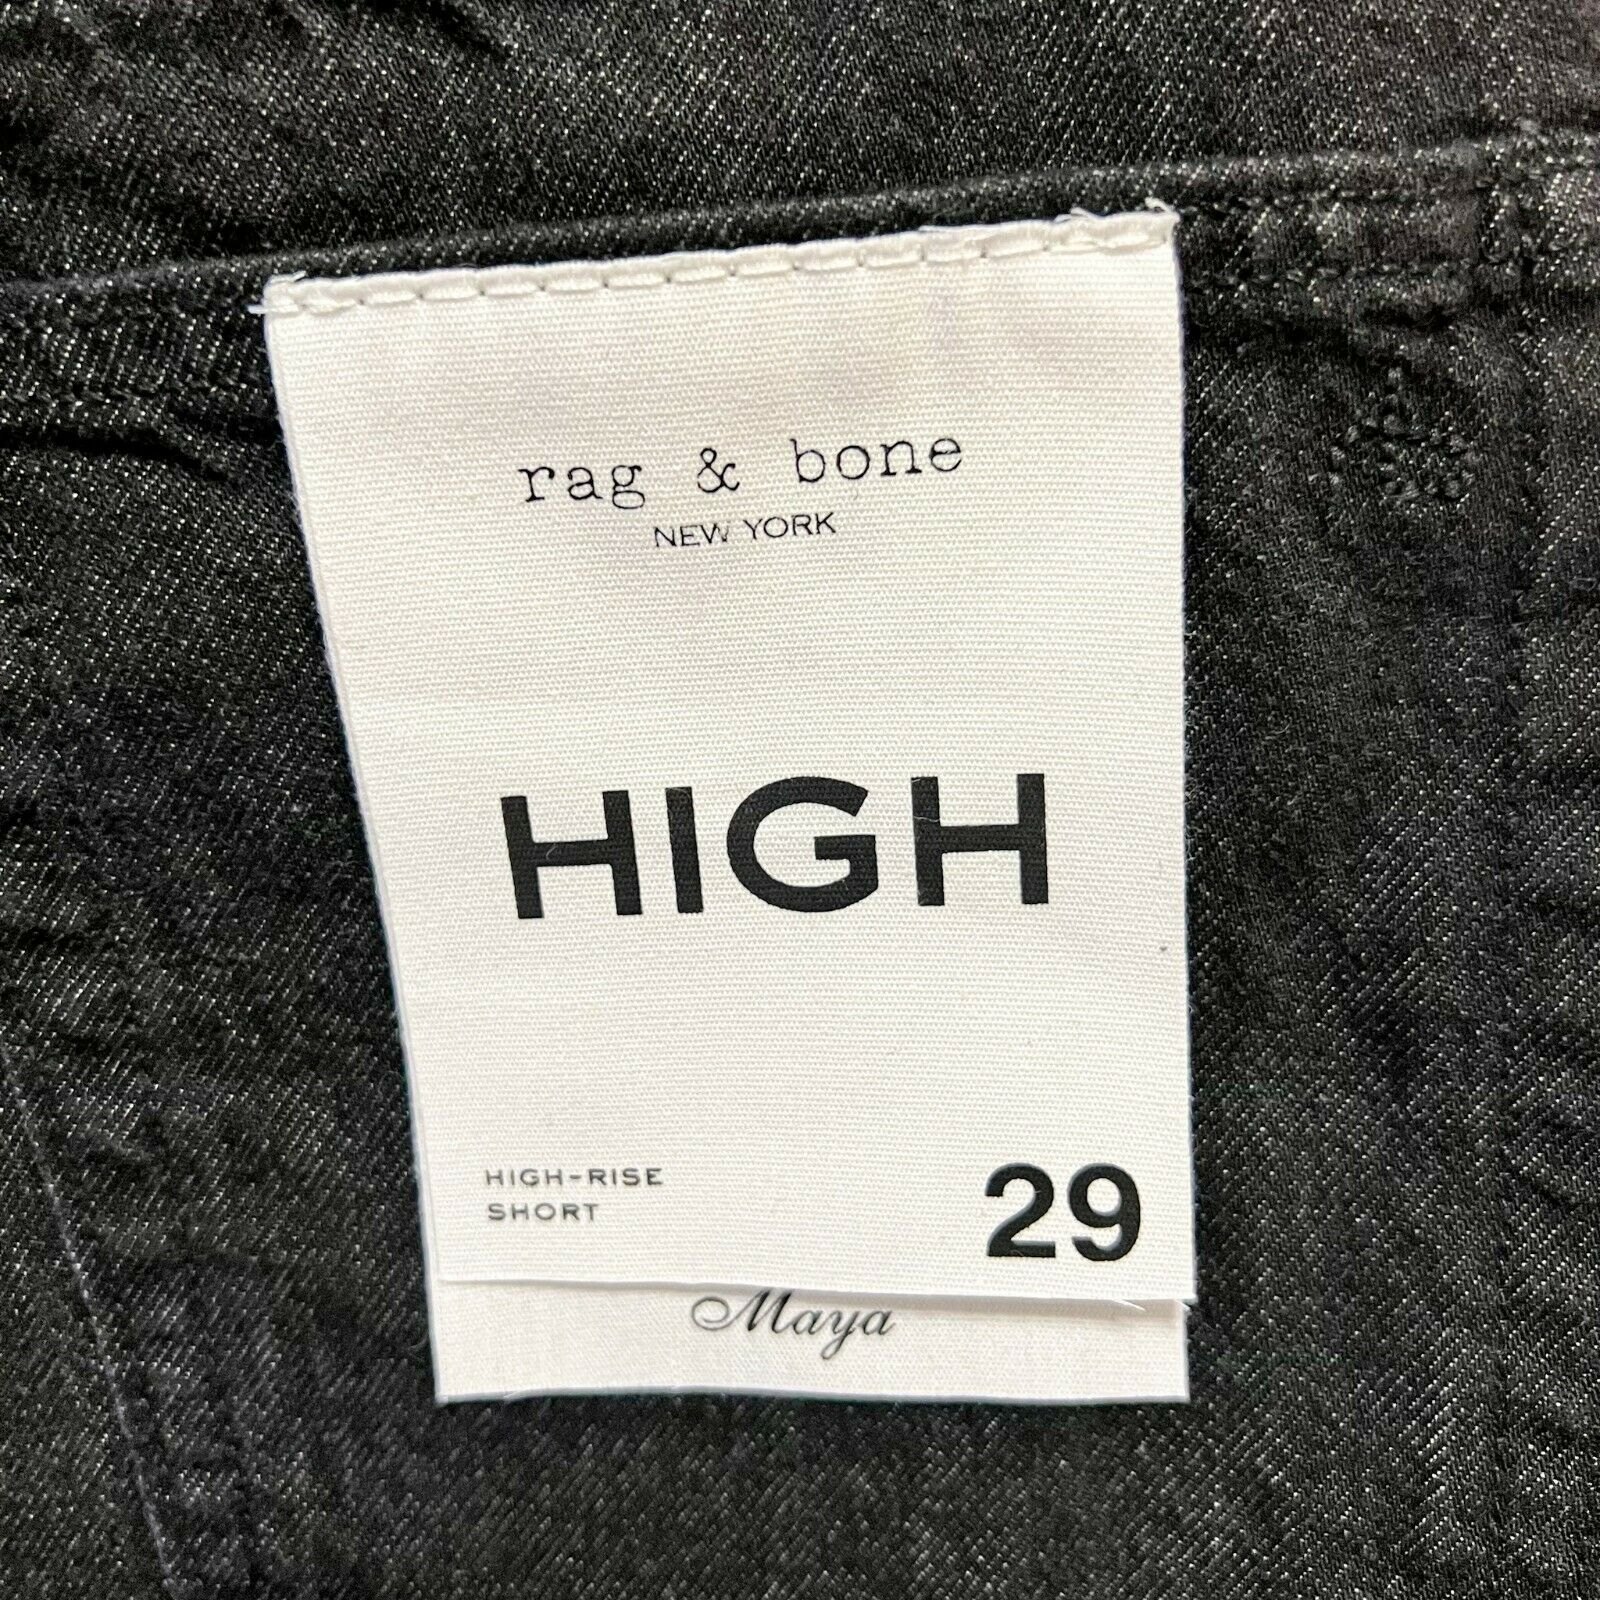 rag & bone
NEW YORK
HIGH
HIGH-RISE
SHORT
29
Maya